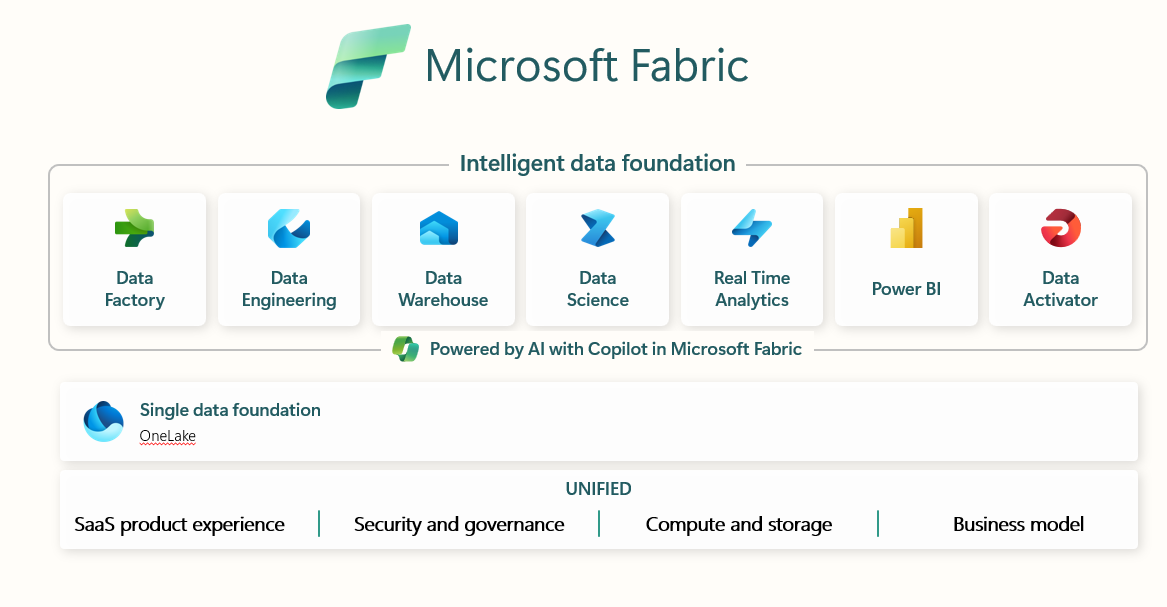 Microsoft Fabric
Intelligent data foundation
Data
Factory
Data
Engineering
Data
Warehouse
Data
Science
Real Time
Analytics
Power BI
Data
Activator
Powered by AI with Copilot in Microsoft Fabric
Single data foundation
OneLake
UNIFIED
SaaS product experience
Security and governance
Compute and storage
Business model